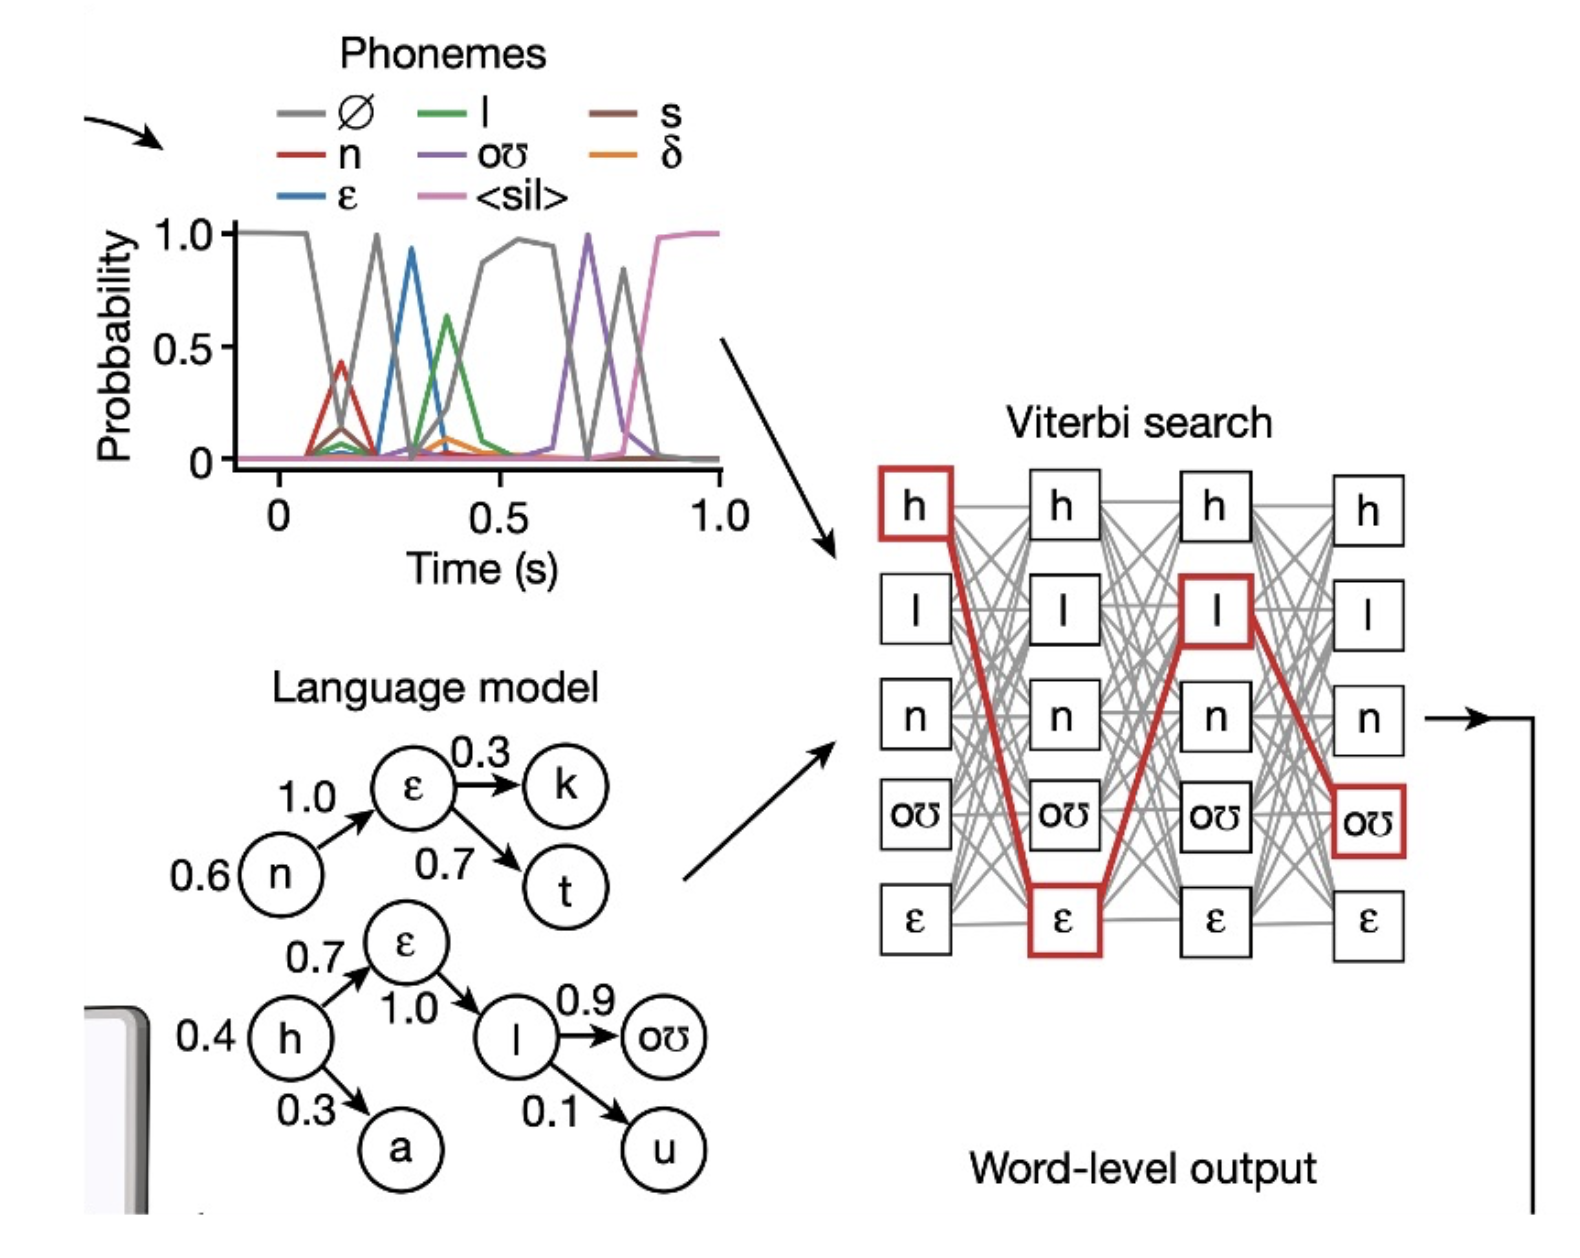 Phonemes
∅ l s
n oʊ δ
ε <sil>
Probbability
1.0
0.5
0
0 0.5 1.0
Time (s)
Language model
0.6 n 1.0 ε 0.3 k
0.7 t
0.4 h 0.7 ε 1.0 l 0.9 oʊ
0.3 a
0.1 u
Viterbi search
h h h h
l l l l
n n n n
oʊ oʊ oʊ oʊ
ε ε ε ε
Word-level output